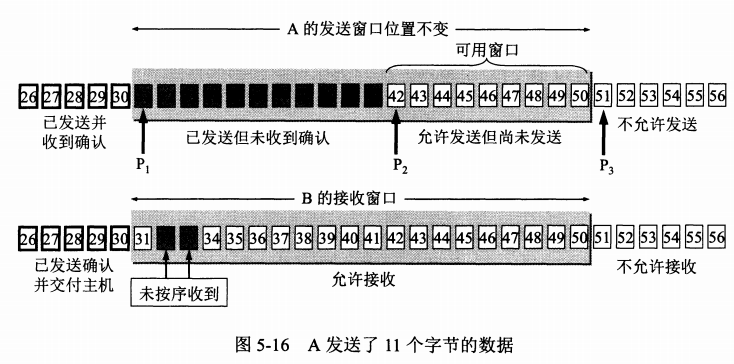 A 的发送窗口位置不变
可用窗口
26 27 28 29 30 42 43 44 45 46 47 48 49 50 51 52 53 54 55 56
已发送并
收到确认
已发送但未收到确认
允许发送但尚未发送
不允许发送
P1
P2
P3
B 的接收窗口
26 27 28 29 30 31 34 35 36 37 38 39 40 41 42 43 44 45 46 47 48 49 50 51 52 53 54 55 56
已发送确认
并交付主机
未按序收到
允许接收
不允许接收
图 5-16 A 发送了 11 个字节的数据